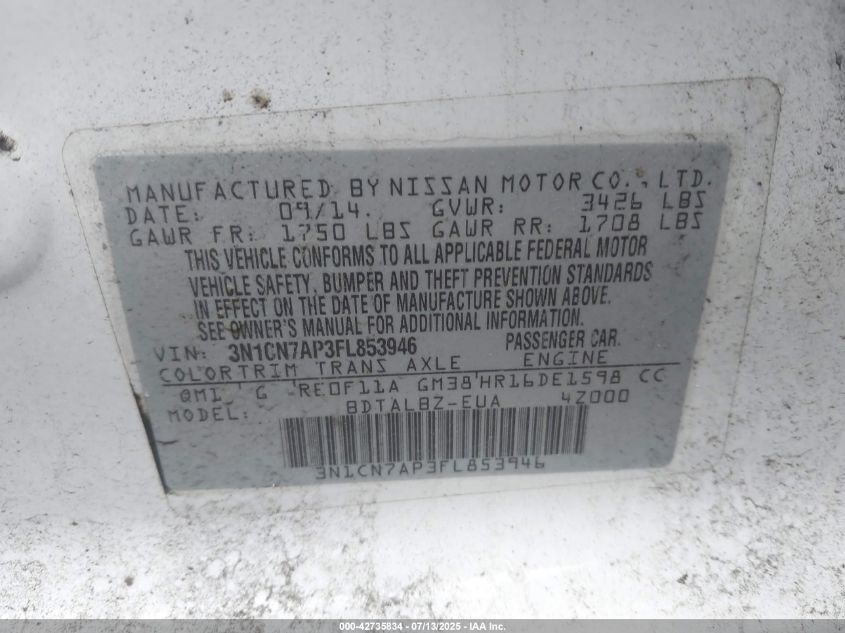 MANUFACTURED BY NISSAN MOTOR CO., LTD.
DATE: 09/14. GVWR: 3426 LBS
GAWR FR: 1750 LBS GAWR RR: 1708 LBS
THIS VEHICLE CONFORMS TO ALL APPLICABLE FEDERAL MOTOR
VEHICLE SAFETY, BUMPER AND THEFT PREVENTION STANDARDS
IN EFFECT ON THE DATE OF MANUFACTURE SHOWN ABOVE.
SEE OWNER'S MANUAL FOR ADDITIONAL INFORMATION.
VIN: 3N1CN7AP3FL853946 PASSENGER CAR.
COLOR TRIM TRANS AXLE ENGINE
QM1 G RE0F11A GM38 HR16DE1598 CC
MODEL: BDTALBZ-EUA 4Z000
3N1CN7AP3FL853946
000-42735834 - 07/13/2025 - IAA Inc.